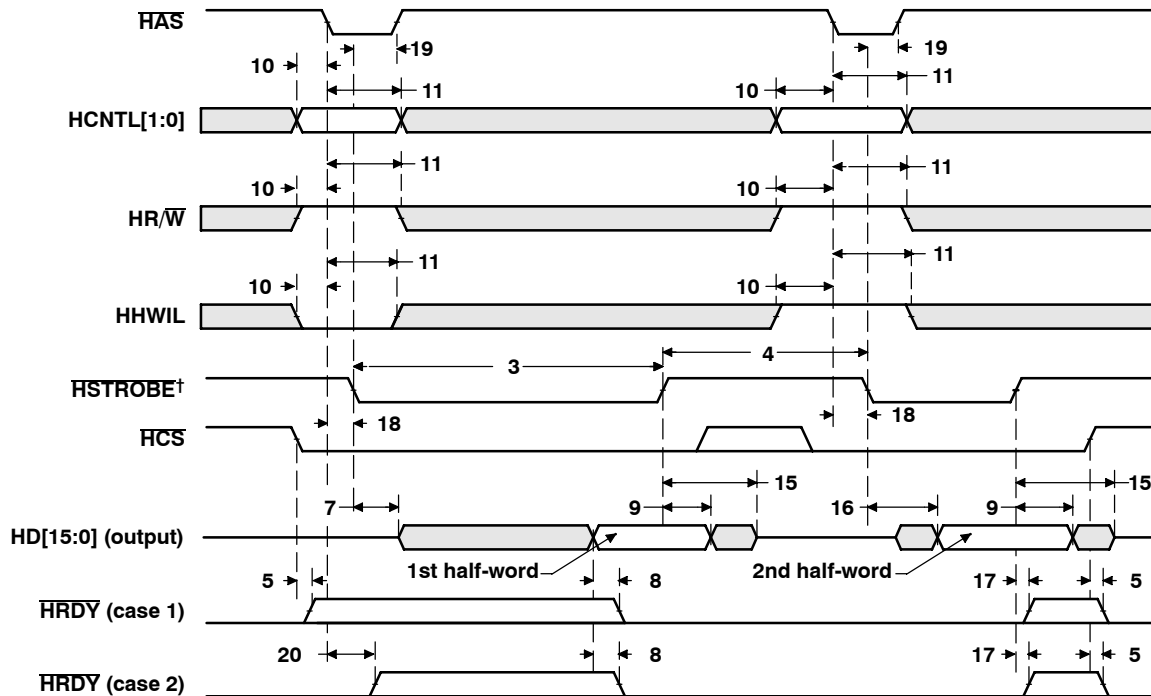 HAS
19 19
10 11
11 10
HCNTL[1:0]
11 11
10 10
HR/W
11 11
10 10
HHWIL
3 4
HSTROBE†
18 18
HCS
15 15
7 9 16 9
HD[15:0] (output)
1st half-word 2nd half-word
5 8 17 5
HRDY (case 1)
20 8 17 5
HRDY (case 2)